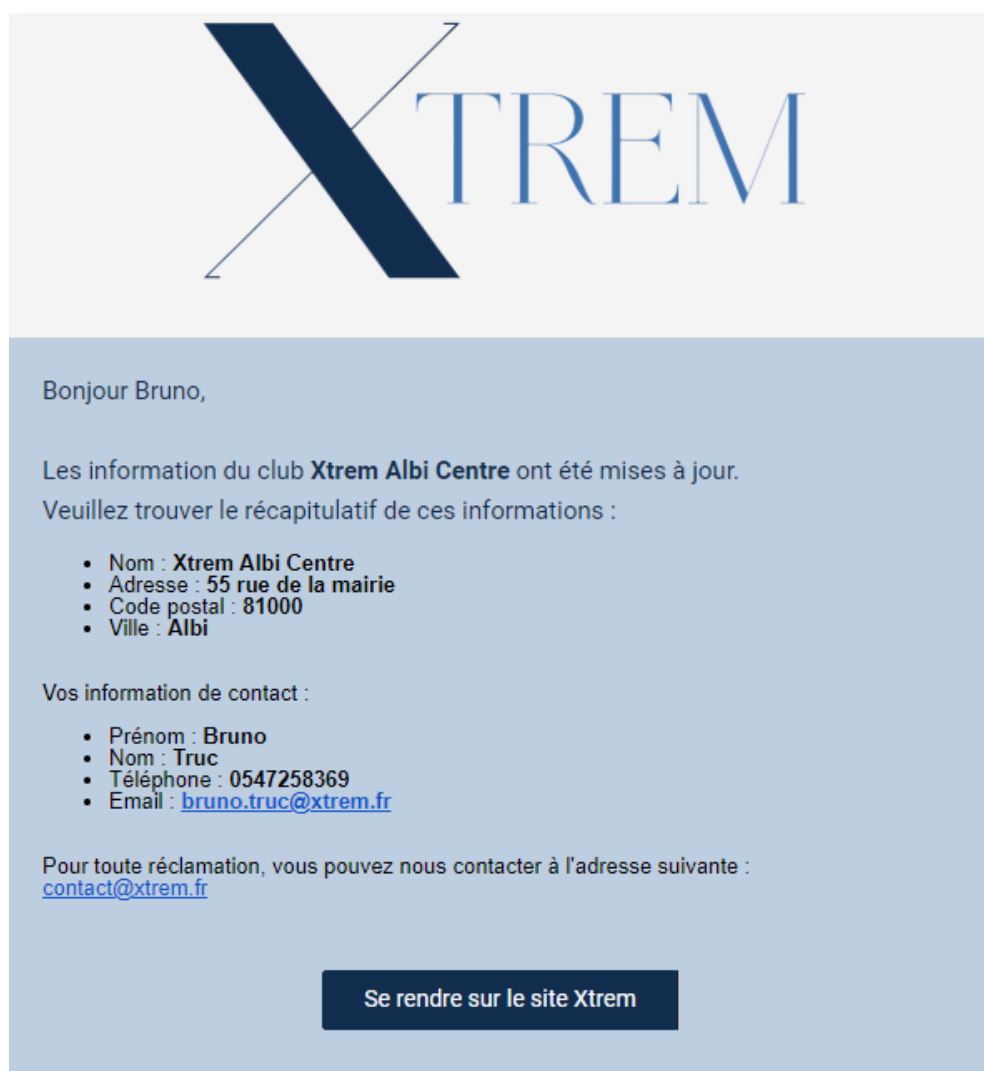 XTREM
Bonjour Bruno,
Les information du club Xtrem Albi Centre ont été mises à jour.
Veuillez trouver le récapitulatif de ces informations :
• Nom : Xtrem Albi Centre
• Adresse : 55 rue de la mairie
• Code postal : 81000
• Ville : Albi
Vos information de contact :
• Prénom : Bruno
• Nom : Truc
• Téléphone : 0547258369
• Email : bruno.truc@xtrem.fr
Pour toute réclamation, vous pouvez nous contacter à l'adresse suivante :
contact@xtrem.fr
Se rendre sur le site Xtrem